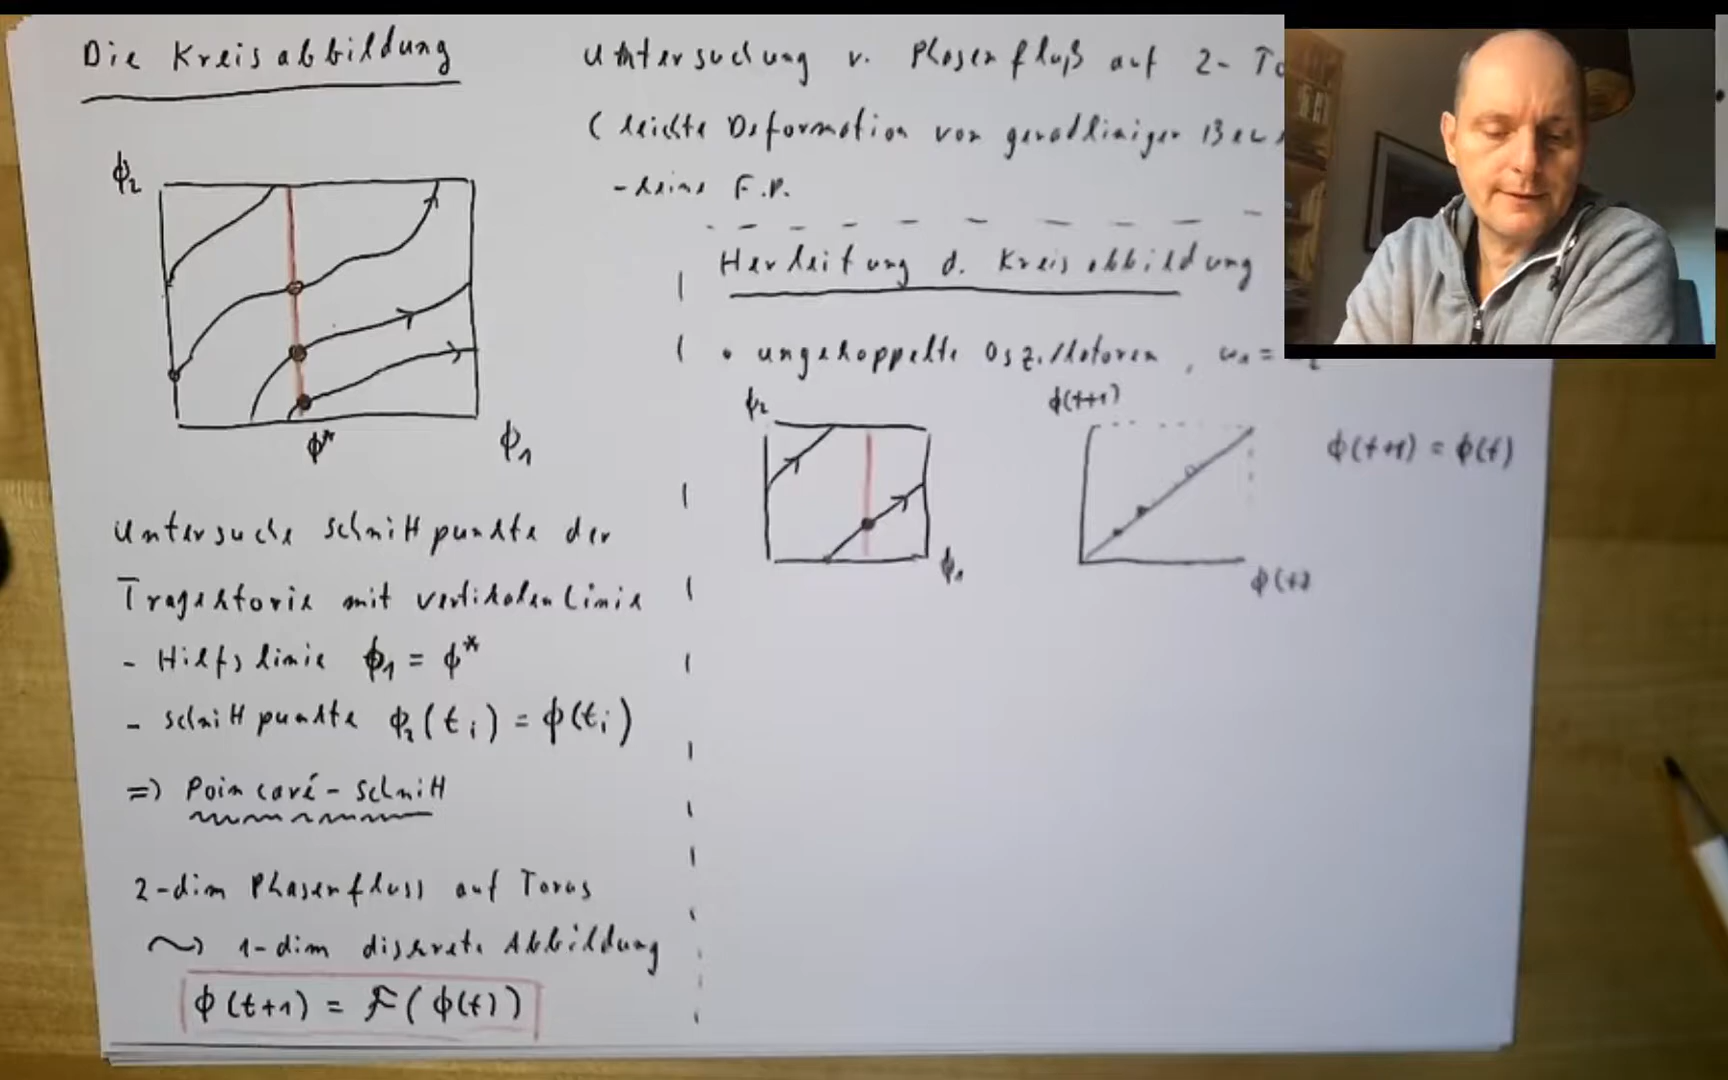 Die Kreisabbildung
ϕ₂
ϕ*
ϕ₁
Untersuche Schnittpunkte der
Trajektorie mit vertikalen Linie
- Hilfslinie ϕ₁ = ϕ*
- Schnittpunkte ϕ₂(tᵢ) = ϕ(tᵢ)
=> Poincaré-Schnitt
2-dim Phasenfluss auf Torus
~> 1-dim diskrete Abbildung
ϕ(t+1) = F(ϕ(t))
Untersuchung v. Phasenfluß auf 2-
(leichte Deformation von geradliniger
- keine F.P.
Herleitung d. Kreisabbildung
• ungekoppelte Oszillatoren, ω₁ =
ϕ₂
ϕ₁
ϕ(t+1)
ϕ(t)
ϕ(t+1) = ϕ(t)